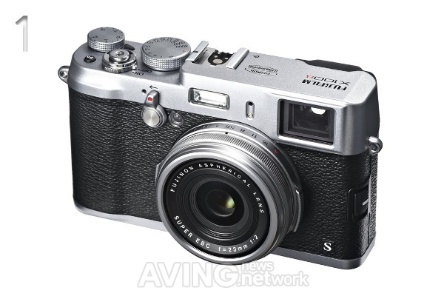 1
FUJIFILM
X100S
FUJINON ASPHERICAL LENS
SUPER EBC f=23mm 1:2
S
AVING news network